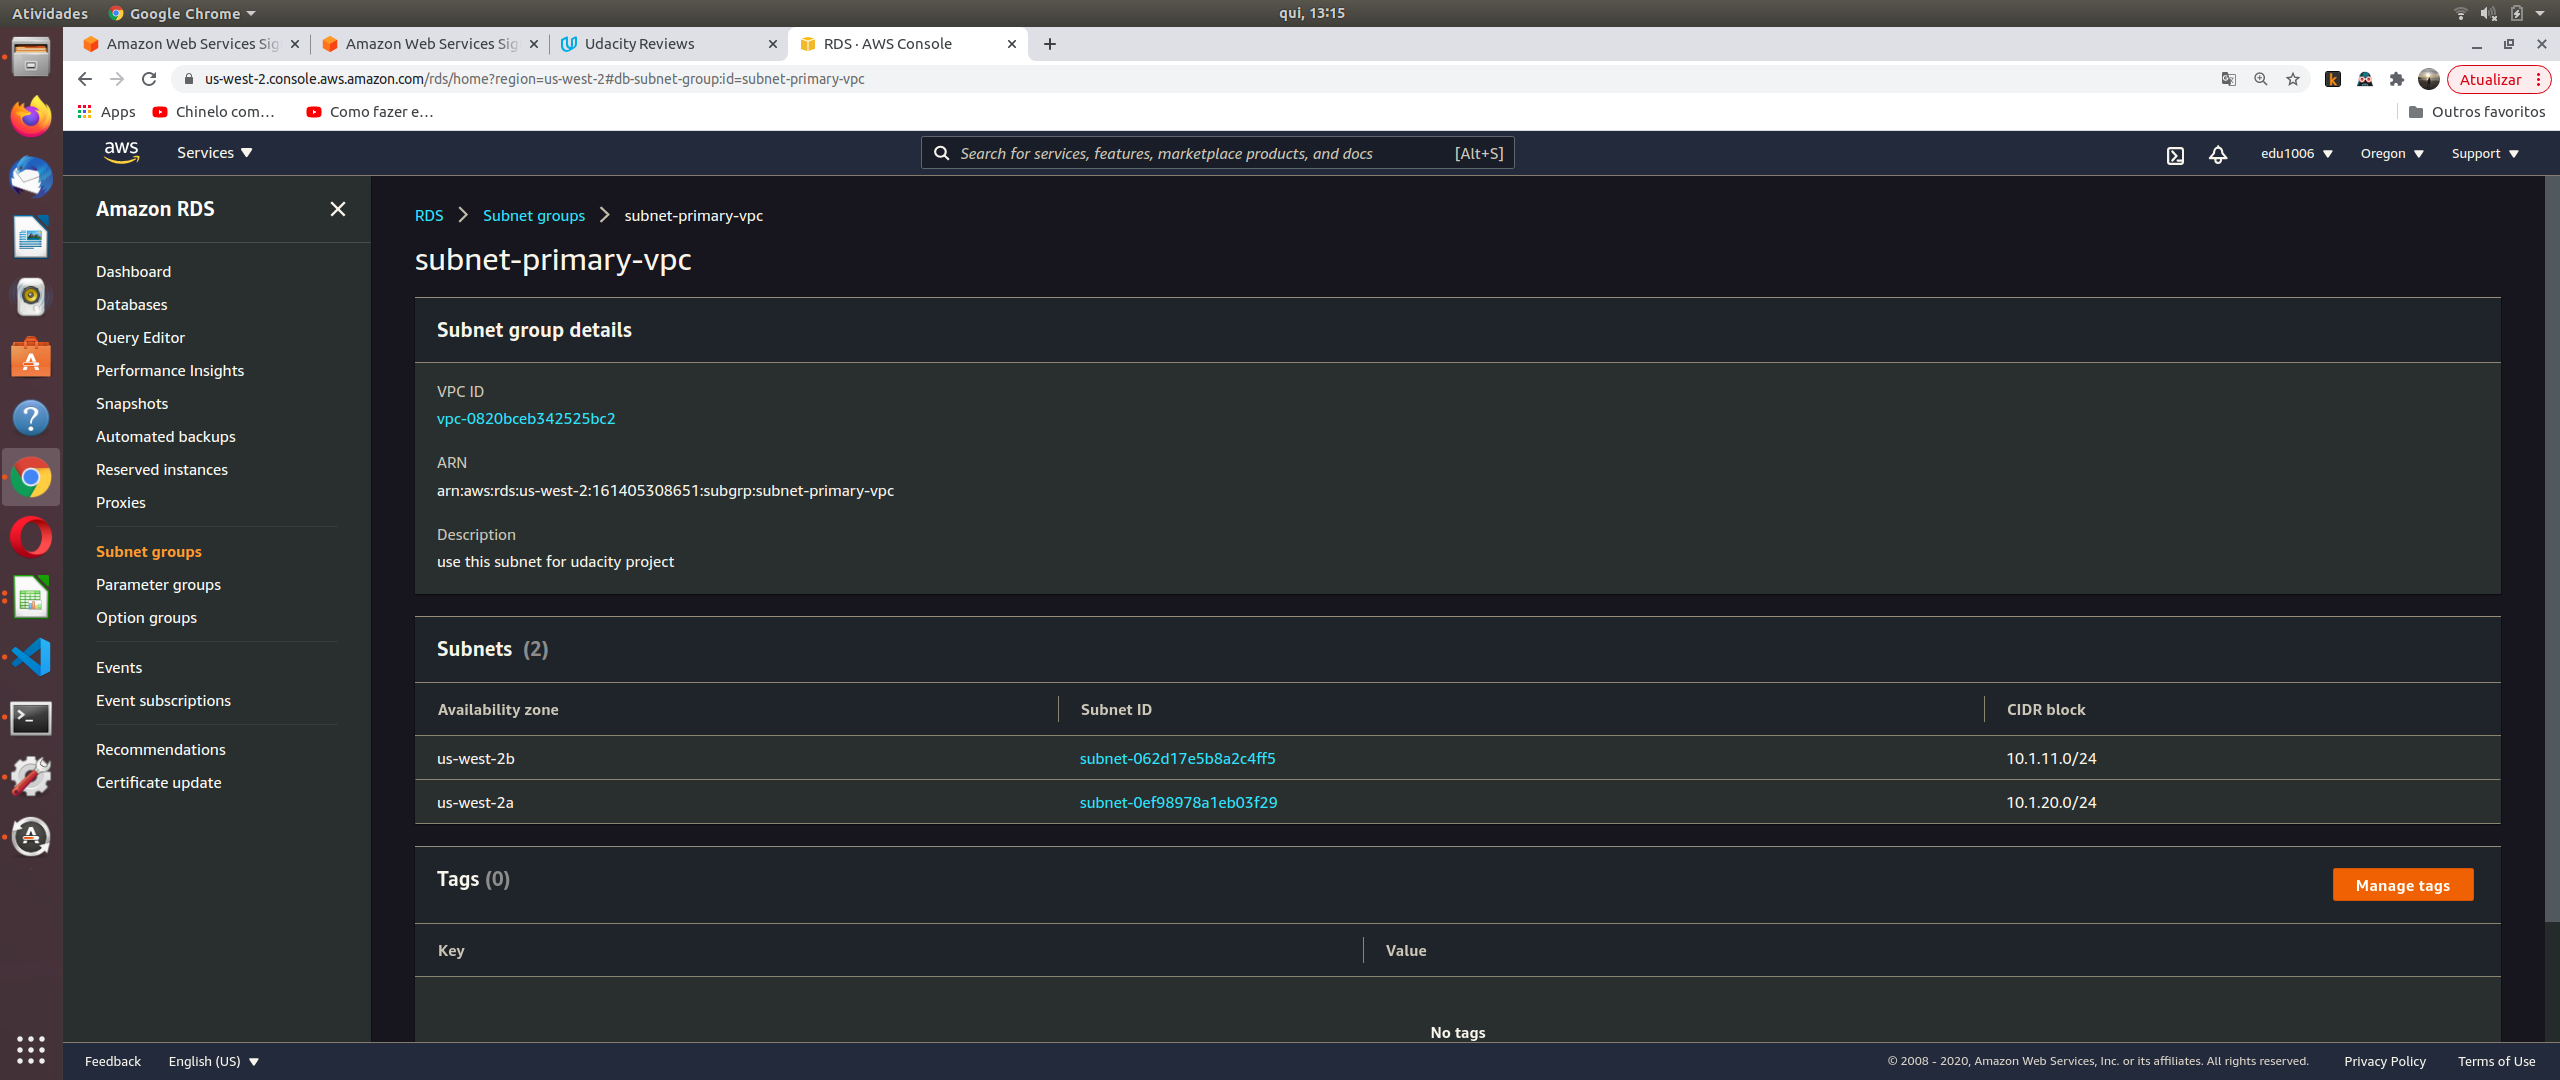 Atividades
Google Chrome
qui, 13:15
Amazon Web Services Sig
Amazon Web Services Sig
Udacity Reviews
RDS · AWS Console
us-west-2.console.aws.amazon.com/rds/home?region=us-west-2#db-subnet-group:id=subnet-primary-vpc
Atualizar
Apps
Chinelo com...
Como fazer e...
Outros favoritos
aws
Services
Search for services, features, marketplace products, and docs
[Alt+S]
edu1006
Oregon
Support
Amazon RDS
Dashboard
Databases
Query Editor
Performance Insights
Snapshots
Automated backups
Reserved instances
Proxies
Subnet groups
Parameter groups
Option groups
Events
Event subscriptions
Recommendations
Certificate update
RDS > Subnet groups > subnet-primary-vpc
subnet-primary-vpc
Subnet group details
VPC ID
vpc-0820bceb342525bc2
ARN
arn:aws:rds:us-west-2:161405308651:subgrp:subnet-primary-vpc
Description
use this subnet for udacity project
Subnets (2)
Availability zone Subnet ID CIDR block
us-west-2b subnet-062d17e5b8a2c4ff5 10.1.11.0/24
us-west-2a subnet-0ef98978a1eb03f29 10.1.20.0/24
Tags (0)
Manage tags
Key Value
No tags
Feedback
English (US)
© 2008 - 2020, Amazon Web Services, Inc. or its affiliates. All rights reserved.
Privacy Policy
Terms of Use